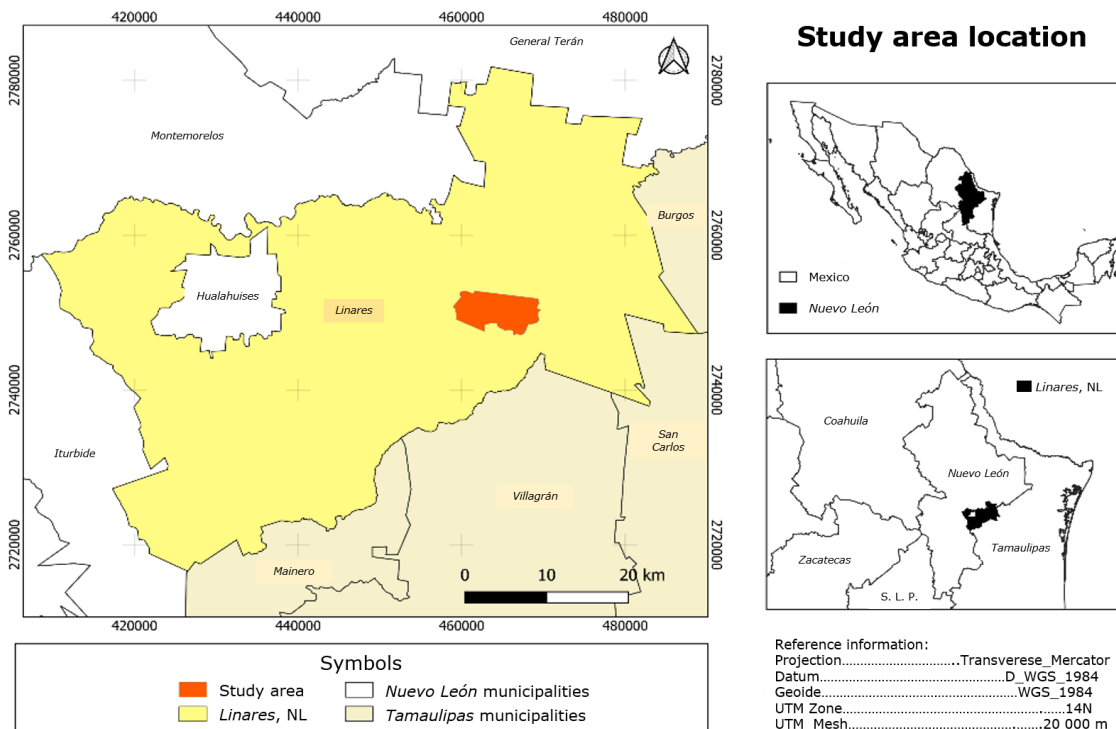 Study area location
420000
440000
460000
480000
General Terán
2780000
2780000
Montemorelos
Burgos
2760000
2760000
Hualahuises
Linares
2740000
2740000
San
Carlos
Iturbide
Villagrán
2720000
2720000
Mainero
0
10
20 km
420000
440000
460000
480000
Symbols
Study area
Nuevo León municipalities
Linares, NL
Tamaulipas municipalities
Mexico
Nuevo León
Linares, NL
Coahuila
Nuevo León
Zacatecas
Tamaulipas
S. L. P.
Reference information:
Projection..........................Transverese_Mercator
Datum..........................................D_WGS_1984
Geoide............................................WGS_1984
UTM Zone................................................14N
UTM Mesh........................................20 000 m